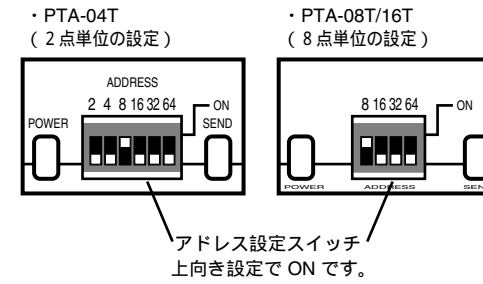 ・PTA-04T
（２点単位の設定）
ADDRESS
2 4 8 16 32 64
ON
POWER
SEND
・PTA-08T/16T
（８点単位の設定）
8 16 32 64
ON
POWER
ADDRESS
SEN
アドレス設定スイッチ
上向き設定で ON です。